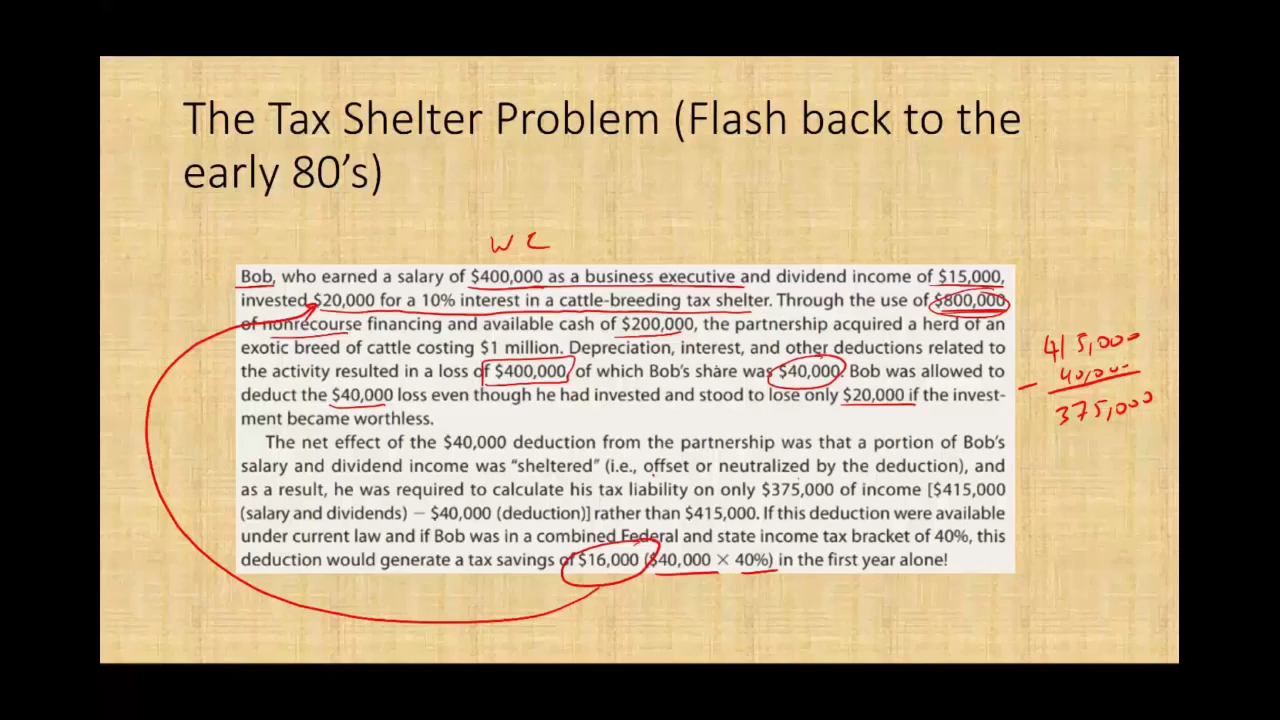 The Tax Shelter Problem (Flash back to the
early 80's)
W2
Bob, who earned a salary of $400,000 as a business executive and dividend income of $15,000,
invested $20,000 for a 10% interest in a cattle-breeding tax shelter. Through the use of $800,000
of nonrecourse financing and available cash of $200,000, the partnership acquired a herd of an
exotic breed of cattle costing $1 million. Depreciation, interest, and other deductions related to
the activity resulted in a loss of $400,000, of which Bob's share was $40,000. Bob was allowed to
deduct the $40,000 loss even though he had invested and stood to lose only $20,000 if the invest-
ment became worthless.
The net effect of the $40,000 deduction from the partnership was that a portion of Bob's
salary and dividend income was "sheltered" (i.e., offset or neutralized by the deduction), and
as a result, he was required to calculate his tax liability on only $375,000 of income [$415,000
(salary and dividends) − $40,000 (deduction)] rather than $415,000. If this deduction were available
under current law and if Bob was in a combined Federal and state income tax bracket of 40%, this
deduction would generate a tax savings of $16,000 ($40,000 × 40%) in the first year alone!
415,000
- 40,000
375,000